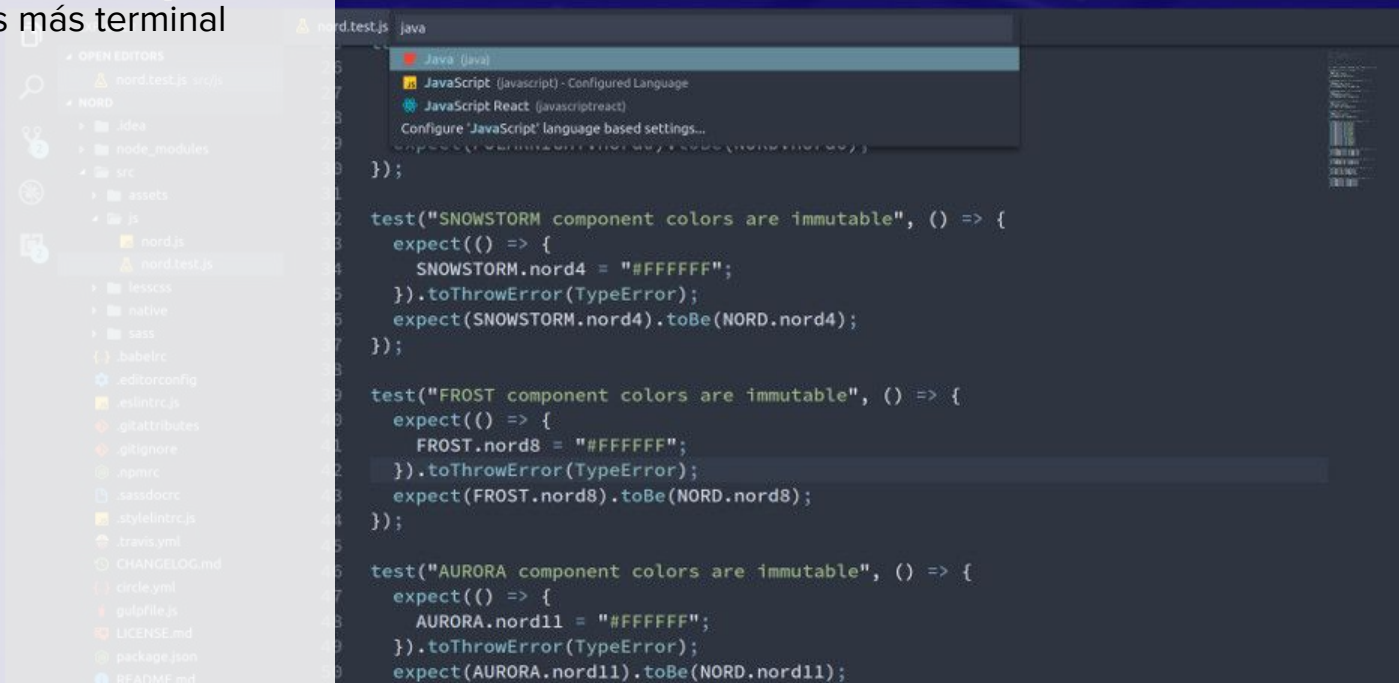 s más terminal
nord.test.js
java
OPEN EDITORS
nord.test.js src/js
NORD
.idea
node_modules
src
assets
js
nord.js
nord.test.js
lesscss
native
sass
.babelrc
.editorconfig
.eslintrc.js
.gitattributes
.gitignore
.npmrc
.sassdocrc
.stylelintrc.js
.travis.yml
CHANGELOG.md
circle.yml
gulpfile.js
LICENSE.md
package.json
README.md
Java (java)
JavaScript (javascript) - Configured Language
JavaScript React (javascriptreact)
Configure 'JavaScript' language based settings...
});
test("SNOWSTORM component colors are immutable", () => {
expect(() => {
SNOWSTORM.nord4 = "#FFFFFF";
}).toThrowError(TypeError);
expect(SNOWSTORM.nord4).toBe(NORD.nord4);
});
test("FROST component colors are immutable", () => {
expect(() => {
FROST.nord8 = "#FFFFFF";
}).toThrowError(TypeError);
expect(FROST.nord8).toBe(NORD.nord8);
});
test("AURORA component colors are immutable", () => {
expect(() => {
AURORA.nord11 = "#FFFFFF";
}).toThrowError(TypeError);
expect(AURORA.nord11).toBe(NORD.nord11);